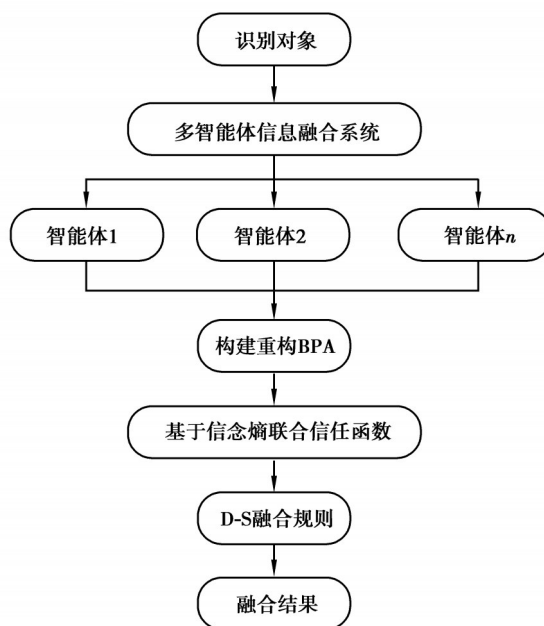 识别对象
多智能体信息融合系统
智能体1
智能体2
智能体n
构建重构BPA
基于信念熵联合信任函数
D-S融合规则
融合结果